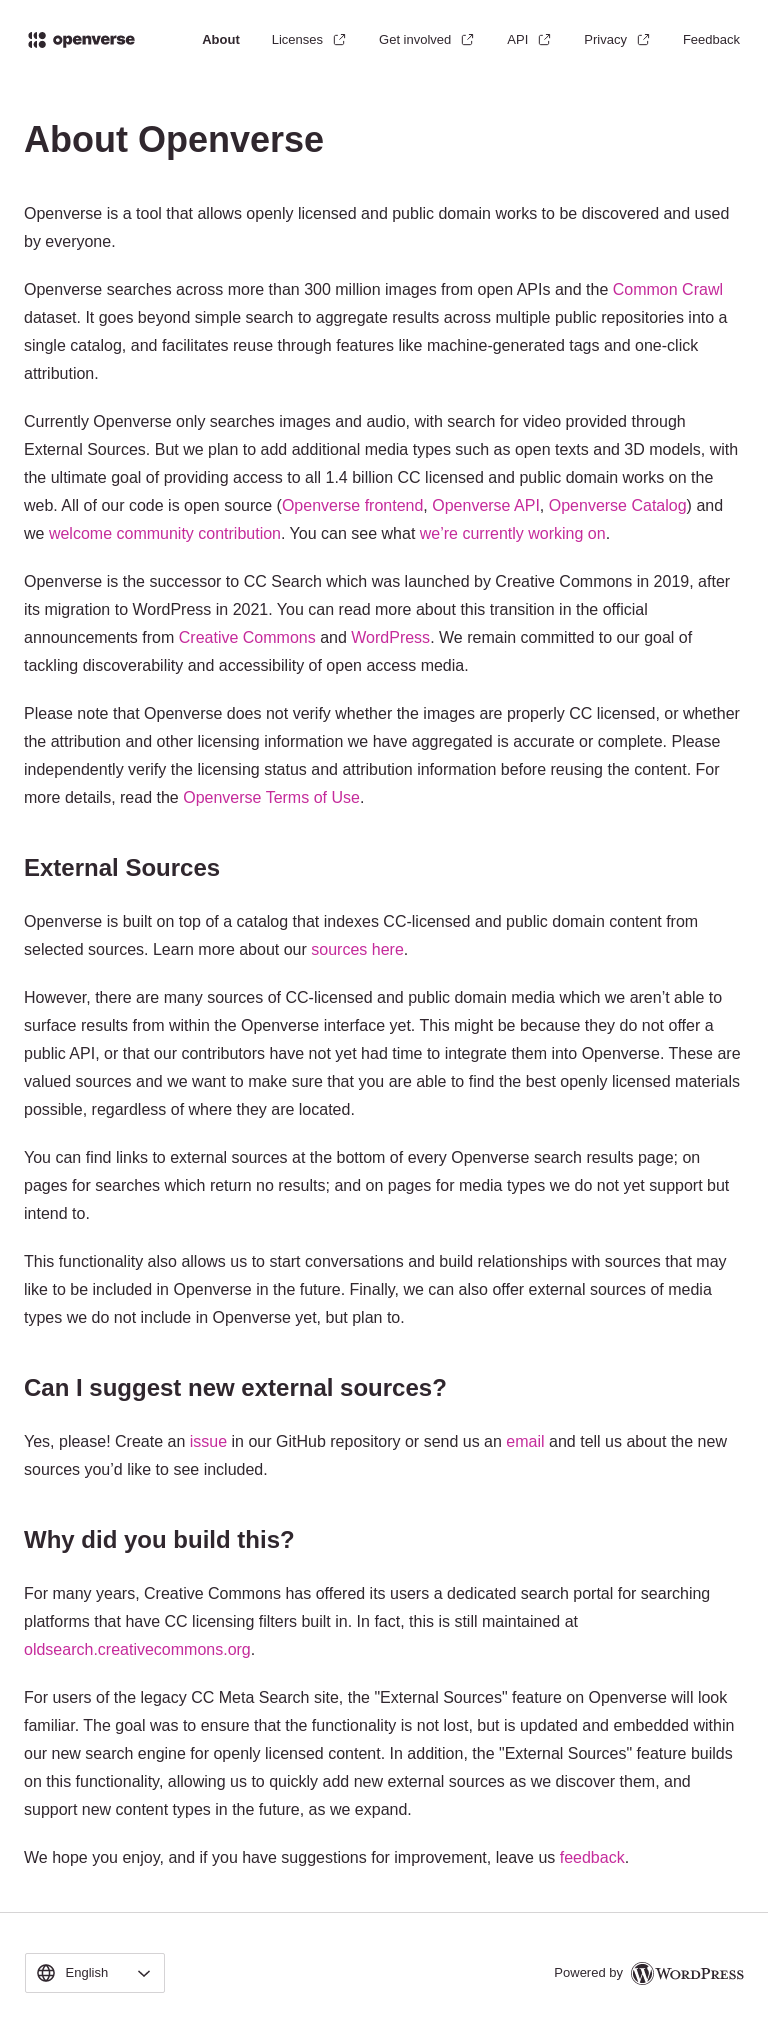 openverse About Licenses Get involved API Privacy Feedback
About Openverse
Openverse is a tool that allows openly licensed and public domain works to be discovered and used
by everyone.
Openverse searches across more than 300 million images from open APIs and the Common Crawl
dataset. It goes beyond simple search to aggregate results across multiple public repositories into a
single catalog, and facilitates reuse through features like machine-generated tags and one-click
attribution.
Currently Openverse only searches images and audio, with search for video provided through
External Sources. But we plan to add additional media types such as open texts and 3D models, with
the ultimate goal of providing access to all 1.4 billion CC licensed and public domain works on the
web. All of our code is open source (Openverse frontend, Openverse API, Openverse Catalog) and
we welcome community contribution. You can see what we’re currently working on.
Openverse is the successor to CC Search which was launched by Creative Commons in 2019, after
its migration to WordPress in 2021. You can read more about this transition in the official
announcements from Creative Commons and WordPress. We remain committed to our goal of
tackling discoverability and accessibility of open access media.
Please note that Openverse does not verify whether the images are properly CC licensed, or whether
the attribution and other licensing information we have aggregated is accurate or complete. Please
independently verify the licensing status and attribution information before reusing the content. For
more details, read the Openverse Terms of Use.
External Sources
Openverse is built on top of a catalog that indexes CC-licensed and public domain content from
selected sources. Learn more about our sources here.
However, there are many sources of CC-licensed and public domain media which we aren’t able to
surface results from within the Openverse interface yet. This might be because they do not offer a
public API, or that our contributors have not yet had time to integrate them into Openverse. These are
valued sources and we want to make sure that you are able to find the best openly licensed materials
possible, regardless of where they are located.
You can find links to external sources at the bottom of every Openverse search results page; on
pages for searches which return no results; and on pages for media types we do not yet support but
intend to.
This functionality also allows us to start conversations and build relationships with sources that may
like to be included in Openverse in the future. Finally, we can also offer external sources of media
types we do not include in Openverse yet, but plan to.
Can I suggest new external sources?
Yes, please! Create an issue in our GitHub repository or send us an email and tell us about the new
sources you’d like to see included.
Why did you build this?
For many years, Creative Commons has offered its users a dedicated search portal for searching
platforms that have CC licensing filters built in. In fact, this is still maintained at
oldsearch.creativecommons.org.
For users of the legacy CC Meta Search site, the "External Sources" feature on Openverse will look
familiar. The goal was to ensure that the functionality is not lost, but is updated and embedded within
our new search engine for openly licensed content. In addition, the "External Sources" feature builds
on this functionality, allowing us to quickly add new external sources as we discover them, and
support new content types in the future, as we expand.
We hope you enjoy, and if you have suggestions for improvement, leave us feedback.
English Powered by WORDPRESS